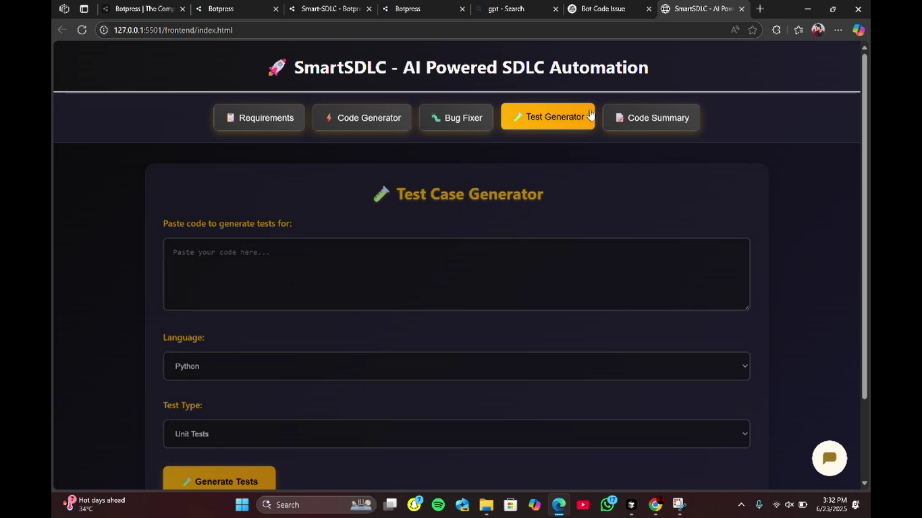 Botpress | The Comp
Botpress
Smart-SDLC - Botpre
Botpress
gpt - Search
Bot Code Issue
SmartSDLC - AI Pow
127.0.0.1:5501/frontend/index.html
SmartSDLC - AI Powered SDLC Automation
Requirements
Code Generator
Bug Fixer
Test Generator
Code Summary
Test Case Generator
Paste code to generate tests for:
Paste your code here...
Language:
Python
Test Type:
Unit Tests
Generate Tests
Hot days ahead
34°C
Search
3:32 PM
6/23/2025